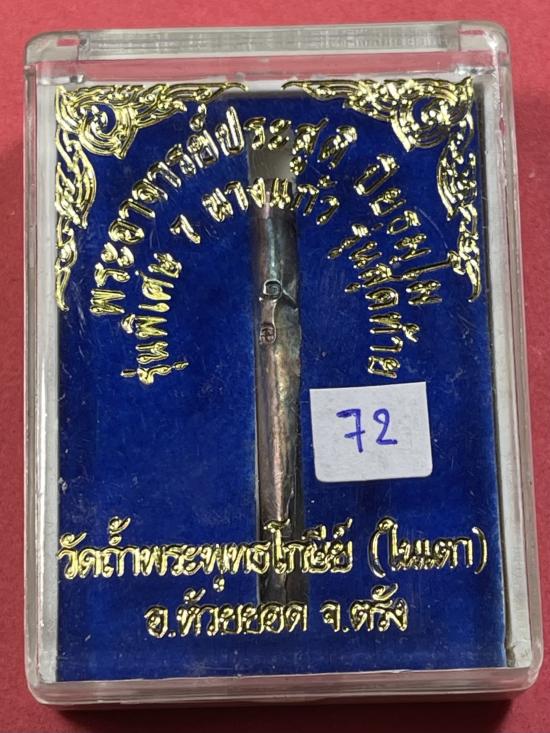 พระอาจารย์ประสูติ ปิยธมฺโม
รุ่นพิเศษ ๆ นางแก้ว รุ่นสุดท้าย
72
วัดถ้ำพระพุทธโกษีย์ (ในเตา)
อ.ห้วยยอด จ.ตรัง